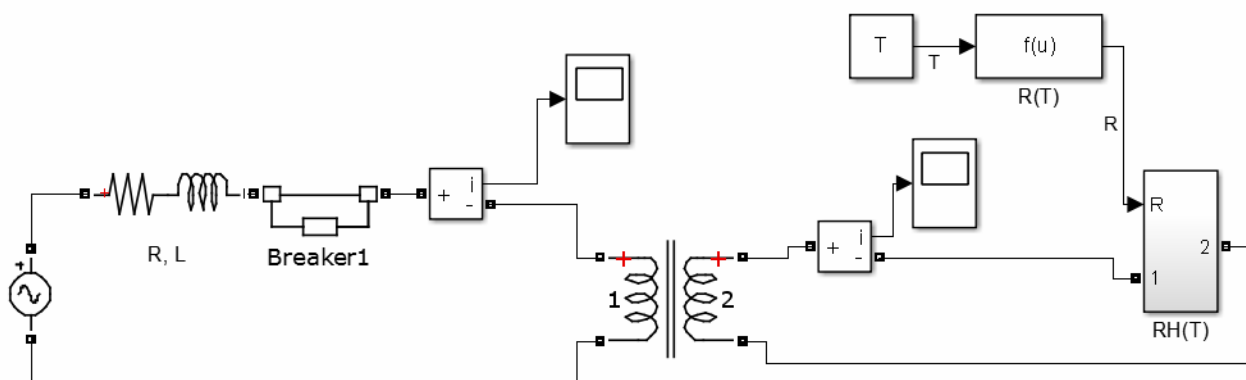 T
T
f(u)
R(T)
R
R, L
Breaker1
+
i
-
+
1
2
+
i
-
R
2
1
RH(T)